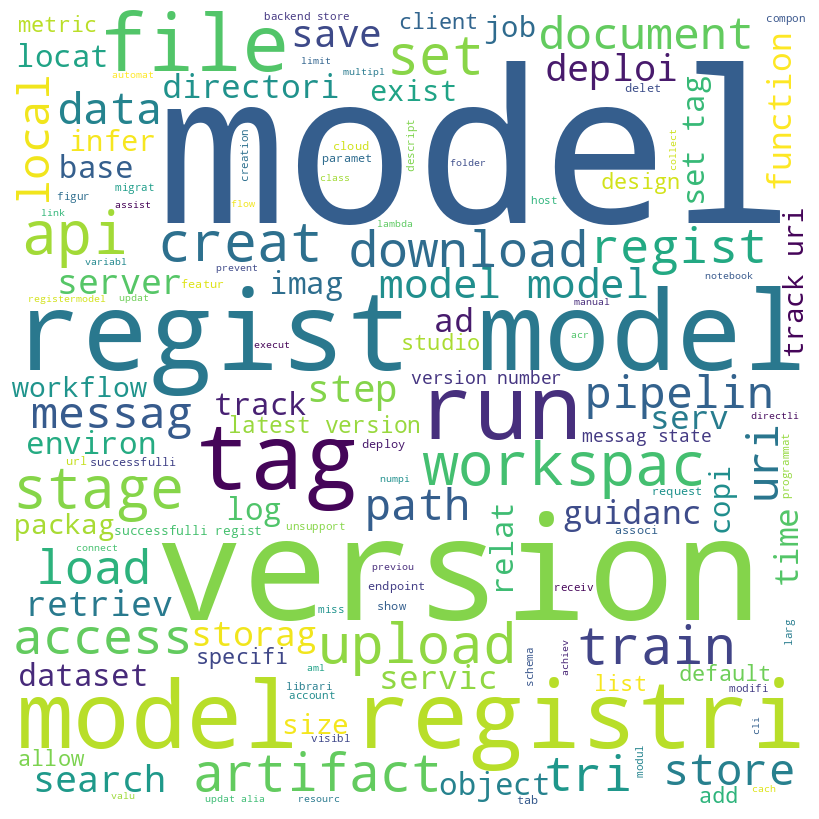 metric
file
backend store
save
client
job
document
compon
locat
set
limit
deploi
automat
multipl
directori
exist
model
delet
data
local
infer
base
cloud
paramet
creation
descript
class
folder
design
collect
set tag
function
figur
migrat
assist
link
flow
host
lambda
api
creat
download
regist
track uri
variabl
server
featur
prevent
imag
model model
notebook
registermodel
updat
regist model
ad
manual
studio
acr
execut
workflow
messag
track
step
version number
run
pipelin
serv
directli
latest version
tag
deploy
messag state
environ
url
successfulli
stage
workspac
uri
programmat
numpi
request
path
log
guidanc
copi
packag
successfulli regist
unsupport
associ
relat
time
connect
load
version
previou
endpoint
receiv
retriev
show
miss
access
storag
upload
train
larg
specifi
schema
achiev
dataset
aml
servic
default
librari
account
list
modifi
model registri
size
visibl
cli
allow
search
artifact
object
tri
modul
store
add
cach
valu
updat alia
resourc
tab